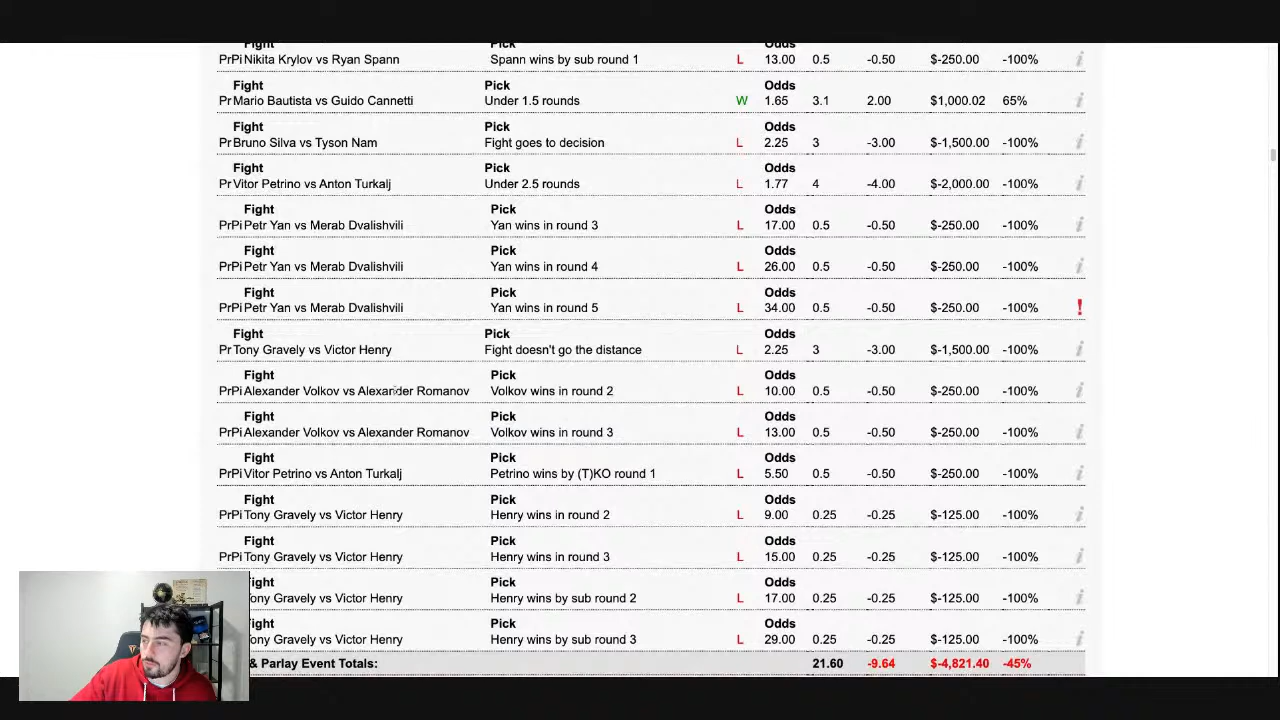 Fight Pick Odds
PrPi Nikita Krylov vs Ryan Spann Spann wins by sub round 1 L 13.00 0.5 -0.50 $-250.00 -100%
Fight Pick Odds
Pr Mario Bautista vs Guido Cannetti Under 1.5 rounds W 1.65 3.1 2.00 $1,000.02 65%
Fight Pick Odds
Pr Bruno Silva vs Tyson Nam Fight goes to decision L 2.25 3 -3.00 $-1,500.00 -100%
Fight Pick Odds
Pr Vitor Petrino vs Anton Turkalj Under 2.5 rounds L 1.77 4 -4.00 $-2,000.00 -100%
Fight Pick Odds
PrPi Petr Yan vs Merab Dvalishvili Yan wins in round 3 L 17.00 0.5 -0.50 $-250.00 -100%
Fight Pick Odds
PrPi Petr Yan vs Merab Dvalishvili Yan wins in round 4 L 26.00 0.5 -0.50 $-250.00 -100%
Fight Pick Odds
PrPi Petr Yan vs Merab Dvalishvili Yan wins in round 5 L 34.00 0.5 -0.50 $-250.00 -100% !
Fight Pick Odds
Pr Tony Gravely vs Victor Henry Fight doesn't go the distance L 2.25 3 -3.00 $-1,500.00 -100%
Fight Pick Odds
PrPi Alexander Volkov vs Alexander Romanov Volkov wins in round 2 L 10.00 0.5 -0.50 $-250.00 -100%
Fight Pick Odds
PrPi Alexander Volkov vs Alexander Romanov Volkov wins in round 3 L 13.00 0.5 -0.50 $-250.00 -100%
Fight Pick Odds
PrPi Vitor Petrino vs Anton Turkalj Petrino wins by (T)KO round 1 L 5.50 0.5 -0.50 $-250.00 -100%
Fight Pick Odds
PrPi Tony Gravely vs Victor Henry Henry wins in round 2 L 9.00 0.25 -0.25 $-125.00 -100%
Fight Pick Odds
PrPi Tony Gravely vs Victor Henry Henry wins in round 3 L 15.00 0.25 -0.25 $-125.00 -100%
ight Pick Odds
ony Gravely vs Victor Henry Henry wins by sub round 2 L 17.00 0.25 -0.25 $-125.00 -100%
ight Pick Odds
ony Gravely vs Victor Henry Henry wins by sub round 3 L 29.00 0.25 -0.25 $-125.00 -100%
& Parlay Event Totals: 21.60 -9.64 $-4,821.40 -45%